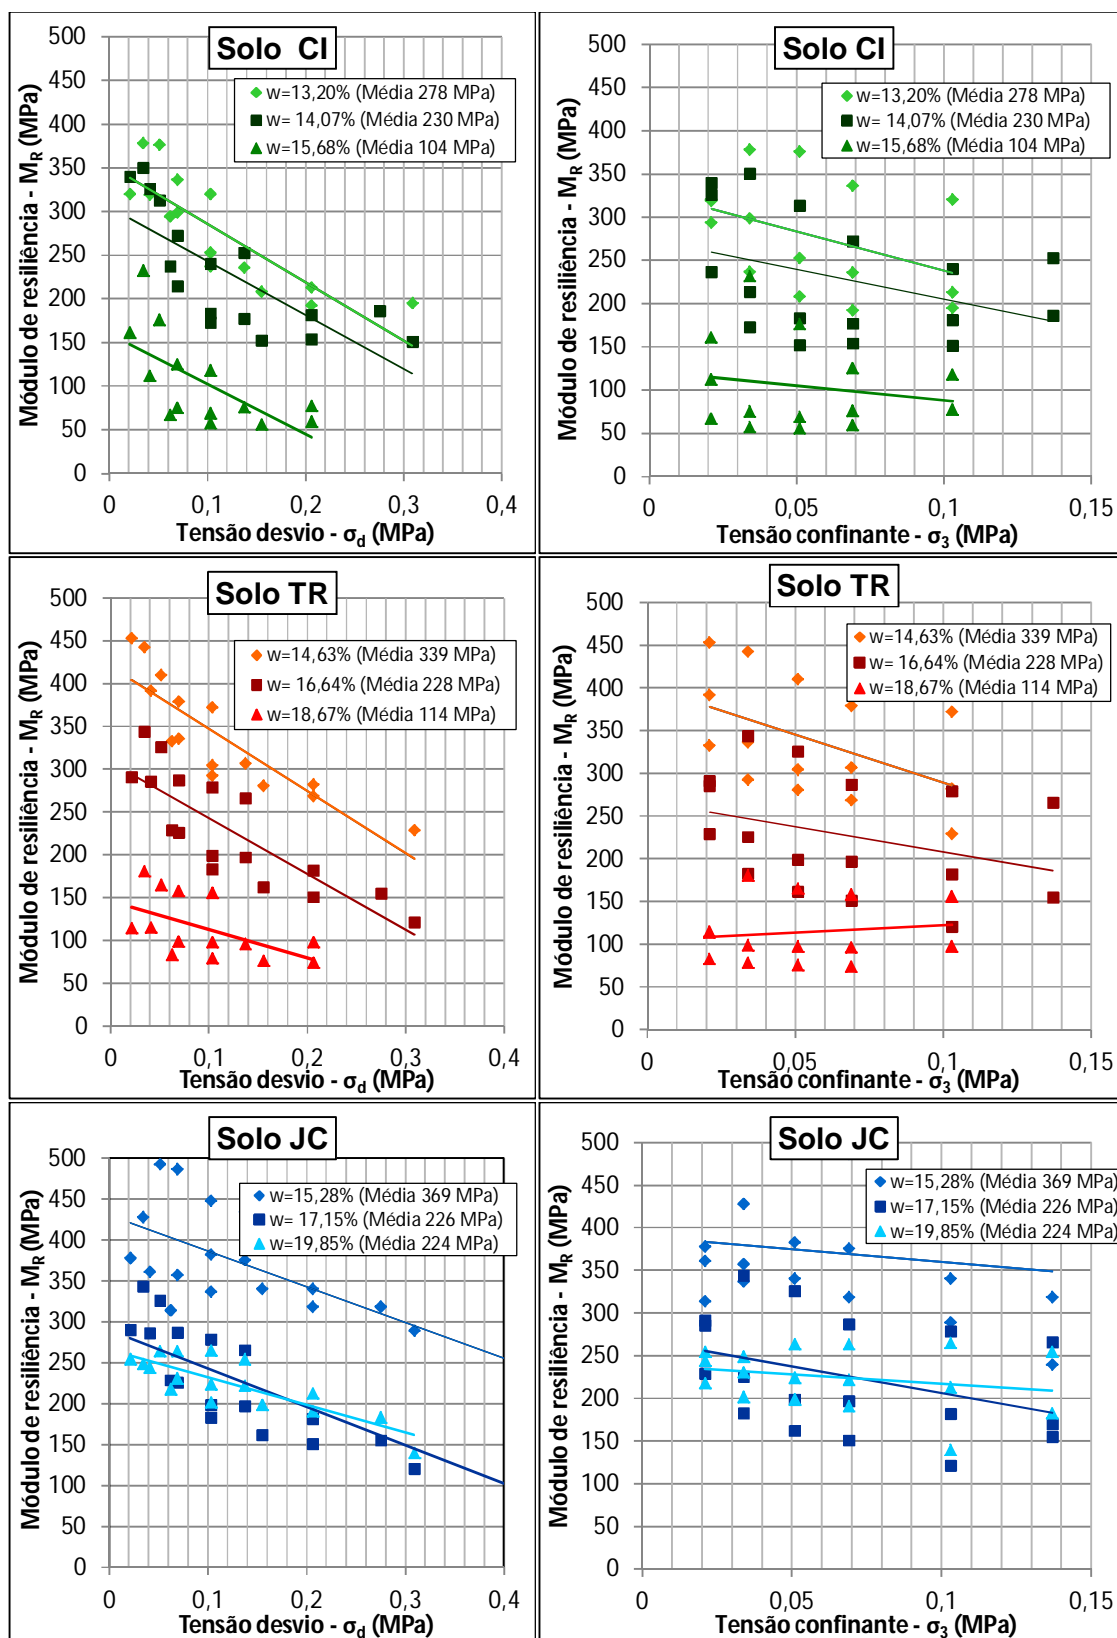 Solo CI
Módulo de resiliência - M_R (MPa)
500
450
400
350
300
250
200
150
100
50
0
w=13,20% (Média 278 MPa)
w= 14,07% (Média 230 MPa)
w=15,68% (Média 104 MPa)
0
0,1
0,2
0,3
0,4
Tensão desvio - σ_d (MPa)
Solo CI
Módulo de resiliência - M_R (MPa)
500
450
400
350
300
250
200
150
100
50
0
w=13,20% (Média 278 MPa)
w= 14,07% (Média 230 MPa)
w=15,68% (Média 104 MPa)
0
0,05
0,1
0,15
Tensão confinante - σ_3 (MPa)
Solo TR
Módulo de resiliência - M_R (MPa)
500
450
400
350
300
250
200
150
100
50
0
w=14,63% (Média 339 MPa)
w= 16,64% (Média 228 MPa)
w=18,67% (Média 114 MPa)
0
0,1
0,2
0,3
0,4
Tensão desvio - σ_d (MPa)
Solo TR
Módulo de resiliência - M_R (MPa)
500
450
400
350
300
250
200
150
100
50
0
w=14,63% (Média 339 MPa)
w= 16,64% (Média 228 MPa)
w=18,67% (Média 114 MPa)
0
0,05
0,1
0,15
Tensão confinante - σ_3 (MPa)
Solo JC
Módulo de resiliência - M_R (MPa)
500
450
400
350
300
250
200
150
100
50
0
w=15,28% (Média 369 MPa)
w= 17,15% (Média 226 MPa)
w=19,85% (Média 224 MPa)
0
0,1
0,2
0,3
0,4
Tensão desvio - σ_d (MPa)
Solo JC
Módulo de resiliência - M_R (MPa)
500
450
400
350
300
250
200
150
100
50
0
w=15,28% (Média 369 MPa)
w=17,15% (Média 226 MPa)
w=19,85% (Média 224 MPa)
0
0,05
0,1
0,15
Tensão confinante - σ_3 (MPa)